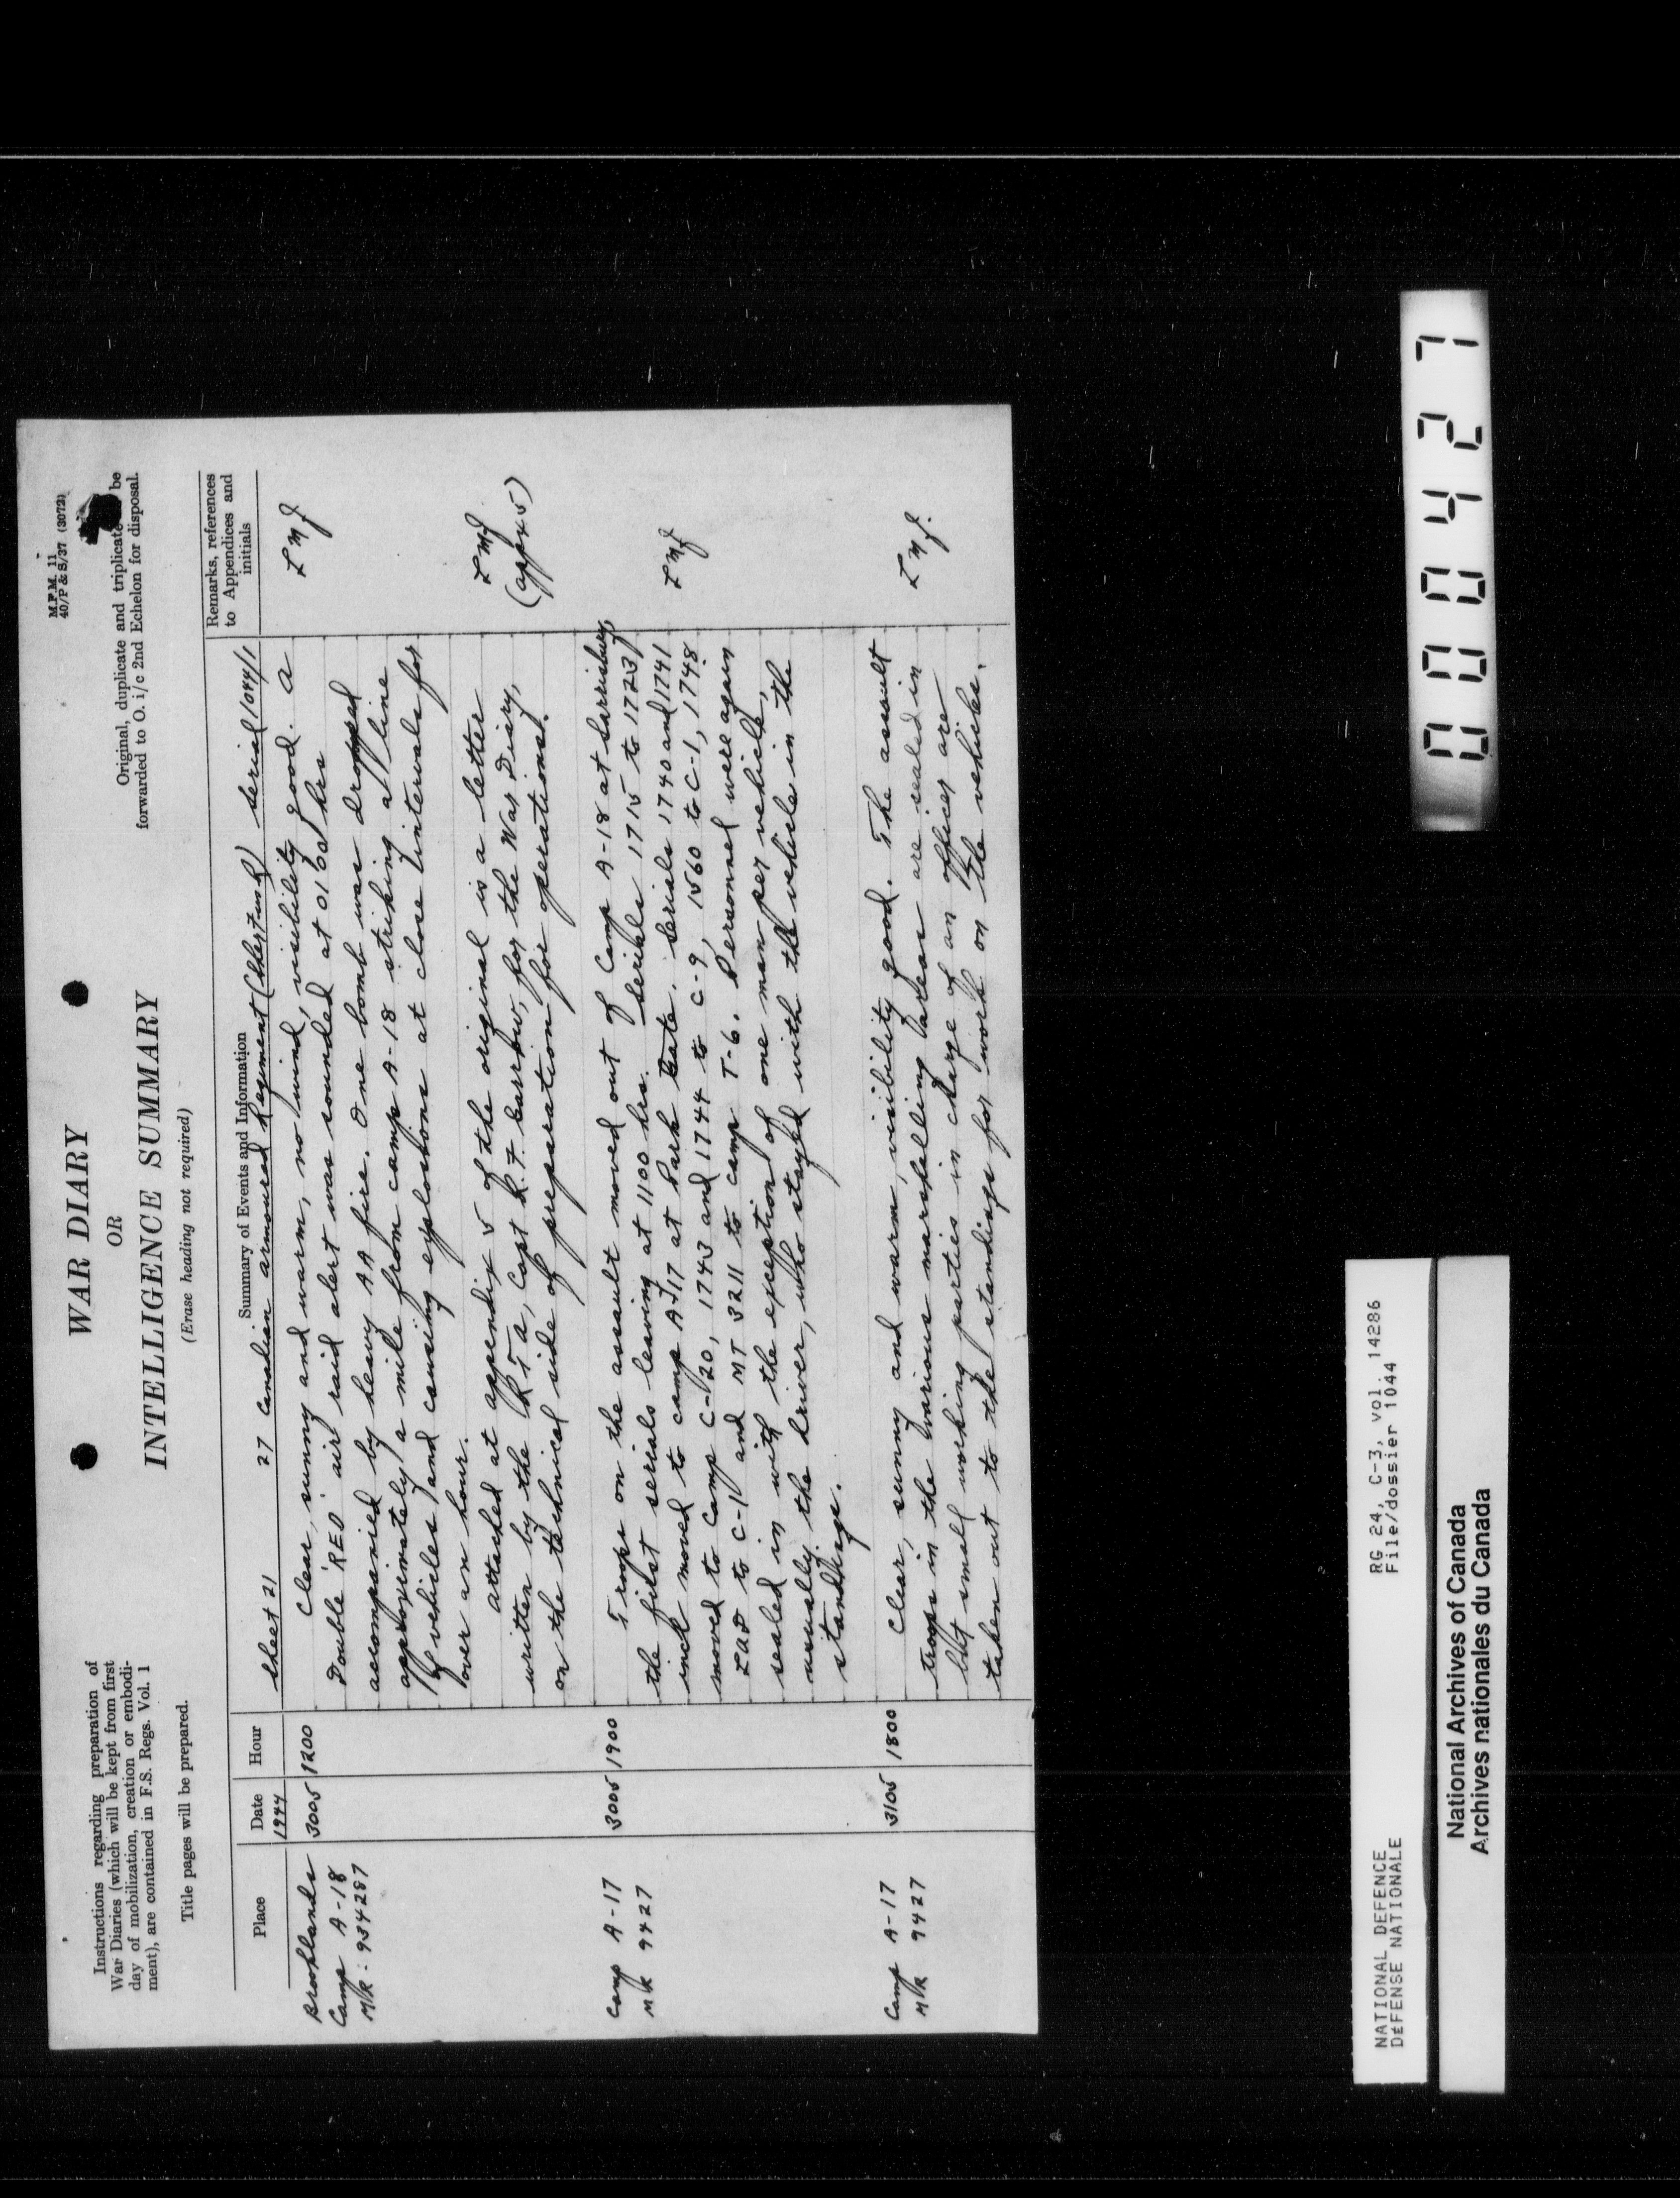 M.F.M. 11
40/P & S/37 (3072)
Instructions regarding preparation of
War Diaries (which will be kept from first
day of mobilization, creation or embodi-
ment), are contained in F.S. Regs. Vol. 1
Title pages will be prepared.
WAR DIARY
OR
INTELLIGENCE SUMMARY
(Erase heading not required)
Original, duplicate and triplicate be
forwarded to O. i/c 2nd Echelon for disposal.
Place Date Hour Summary of Events and Information Remarks, references
to Appendices and
initials
1944 Sheet 21 27 Canadian Armoured Regiment (Sher Fus R) Serial 1044/1
Brooklands 3005 1200 Clear, sunny and warm, no wind, visibility good. A LMJ
Camp A-18 Double 'RED' air raid alert was sounded at hrs
MR: 934287 accompanied by heavy AA fire. One bomb was dropped
approximately a mile from camp A-18 striking a line
of vehicles and causing explosions at close intervals for
over an hour.
Attached at appendix 5 of the original is a letter LMJ
written by the Capt R.F. for the War Diary, (appx 5)
on the technical side of preparation for operational.
Camp A-17 3005 1900 Troops on the assault moved out of Camp A-18 at
MR 9427 the first serials leaving at 1100 hrs. Serials 1715 to 1723 LMJ
incl moved to camp A-17 at Park Gate. Serials 1740 and 1741
moved to Camp C-20, 1743 and 1744 to C-9, 1560 to C-1, 1748
LAD to C-1 and MT 3211 to camp T-6. Personnel were again
sealed in with the exception of one man per vehicle,
usually the driver, who stayed with the vehicle in the
standings.
Camp A-17 3105 1800 Clear, sunny and warm, visibility good. The assault LMJ.
MR 9427 troops in the various marshalling areas are sealed in
but small working parties in charge of an officer are
taken out to the standings for work on the vehicles.
000427
NATIONAL DEFENCE RG 24, C-3, vol. 14286
DÉFENSE NATIONALE File/dossier 1044
National Archives of Canada
Archives nationales du Canada